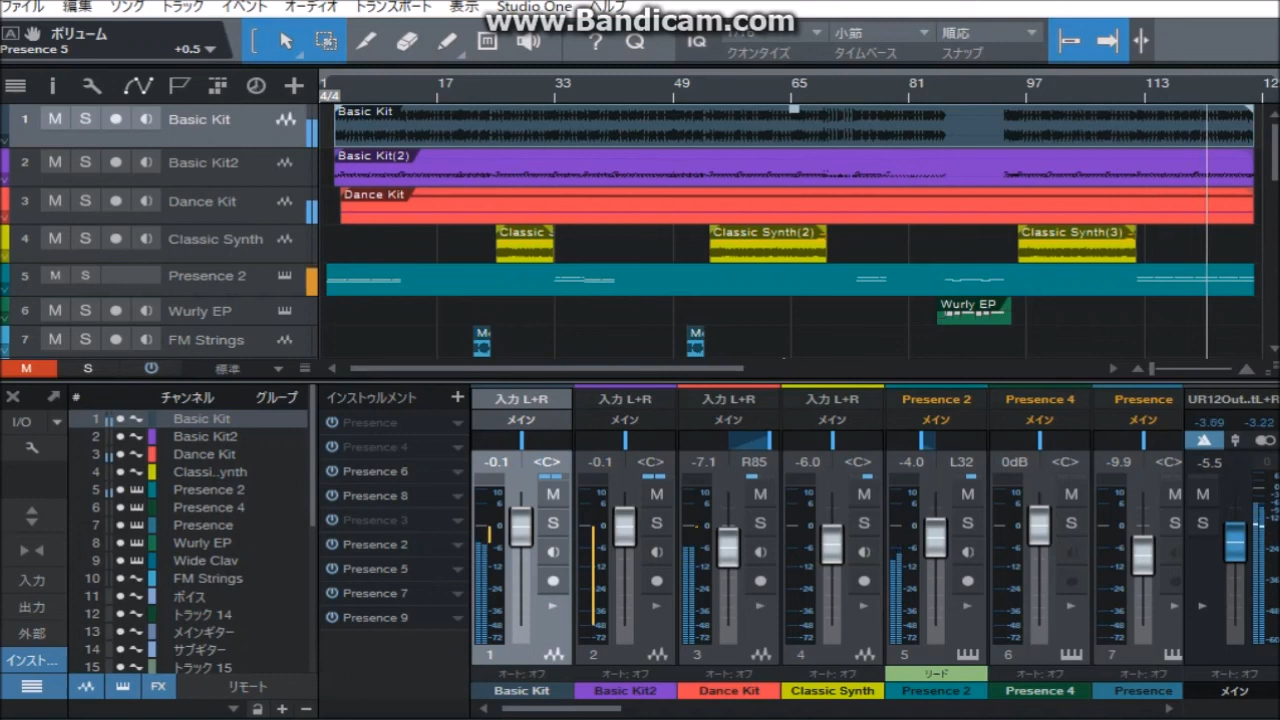 ファイル 編集 ソング トラック イベント オーディオ トランスポート 表示 Studio One ヘルプ
www.Bandicam.com
A ボリューム
Presence 5 +0.5
? Q IQ 1/16 小節 順応
クオンタイズ タイムベース スナップ
1 17 33 49 65 81 97 113 12
4/4
1 M S Basic Kit
Basic Kit
2 M S Basic Kit2
Basic Kit(2)
3 M S Dance Kit
Dance Kit
4 M S Classic Synth
Classic Classic Synth(2) Classic Synth(3)
5 M S Presence 2
6 M S Wurly EP
Wurly EP
7 M S FM Strings
M S 標準
# チャンネル グループ
I/O
入力
出力
外部
インスト...
1 Basic Kit
2 Basic Kit2
3 Dance Kit
4 Classi..ynth
5 Presence 2
6 Presence 4
7 Presence
8 Wurly EP
9 Wide Clav
10 FM Strings
11 ボイス
12 トラック 14
13 メインギター
14 サブギター
15 トラック 15
FX リモート
インストゥルメント +
Presence
Presence 4
Presence 6
Presence 8
Presence 3
Presence 2
Presence 5
Presence 7
Presence 9
入力 L+R 入力 L+R 入力 L+R 入力 L+R Presence 2 Presence 4 Presence UR12Out..tL+R
メイン メイン メイン メイン メイン メイン メイン -3.69 -3.22
-0.1 <C> -0.1 <C> -7.1 R85 -6.0 <C> -4.0 L32 0dB <C> -9.9 <C> -5.5 0
M M M M M M M M
S S S S S S S S
10 0 -6 -12 -24 -36 -48 -72
1 2 3 4 5 6 7
オート: オフ オート: オフ オート: オフ オート: オフ リード オート: オフ オート: オフ オート: オフ
Basic Kit Basic Kit2 Dance Kit Classic Synth Presence 2 Presence 4 Presence メイン